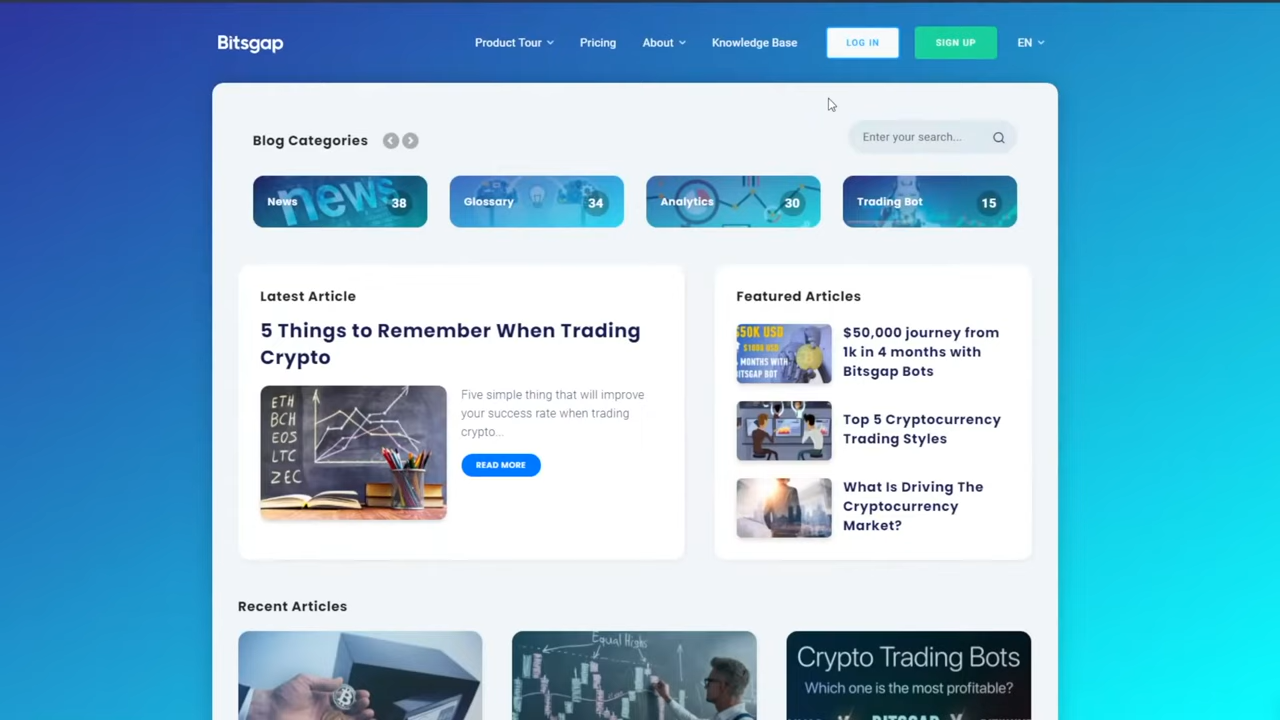 Bitsgap
Product Tour
Pricing
About
Knowledge Base
LOG IN
SIGN UP
EN
Blog Categories
Enter your search...
news
News
38
Glossary
34
Analytics
30
Trading Bot
15
Latest Article
5 Things to Remember When Trading
Crypto
ETH
BCH
EOS
LTC
ZEC
Five simple thing that will improve
your success rate when trading
crypto...
READ MORE
Featured Articles
$50K USD
$1000 USD
MONTHS WITH
BITSGAP BOT
$50,000 journey from
1k in 4 months with
Bitsgap Bots
Top 5 Cryptocurrency
Trading Styles
What Is Driving The
Cryptocurrency
Market?
Recent Articles
Equal Highs
Crypto Trading Bots
Which one is the most profitable?
BITSGAP